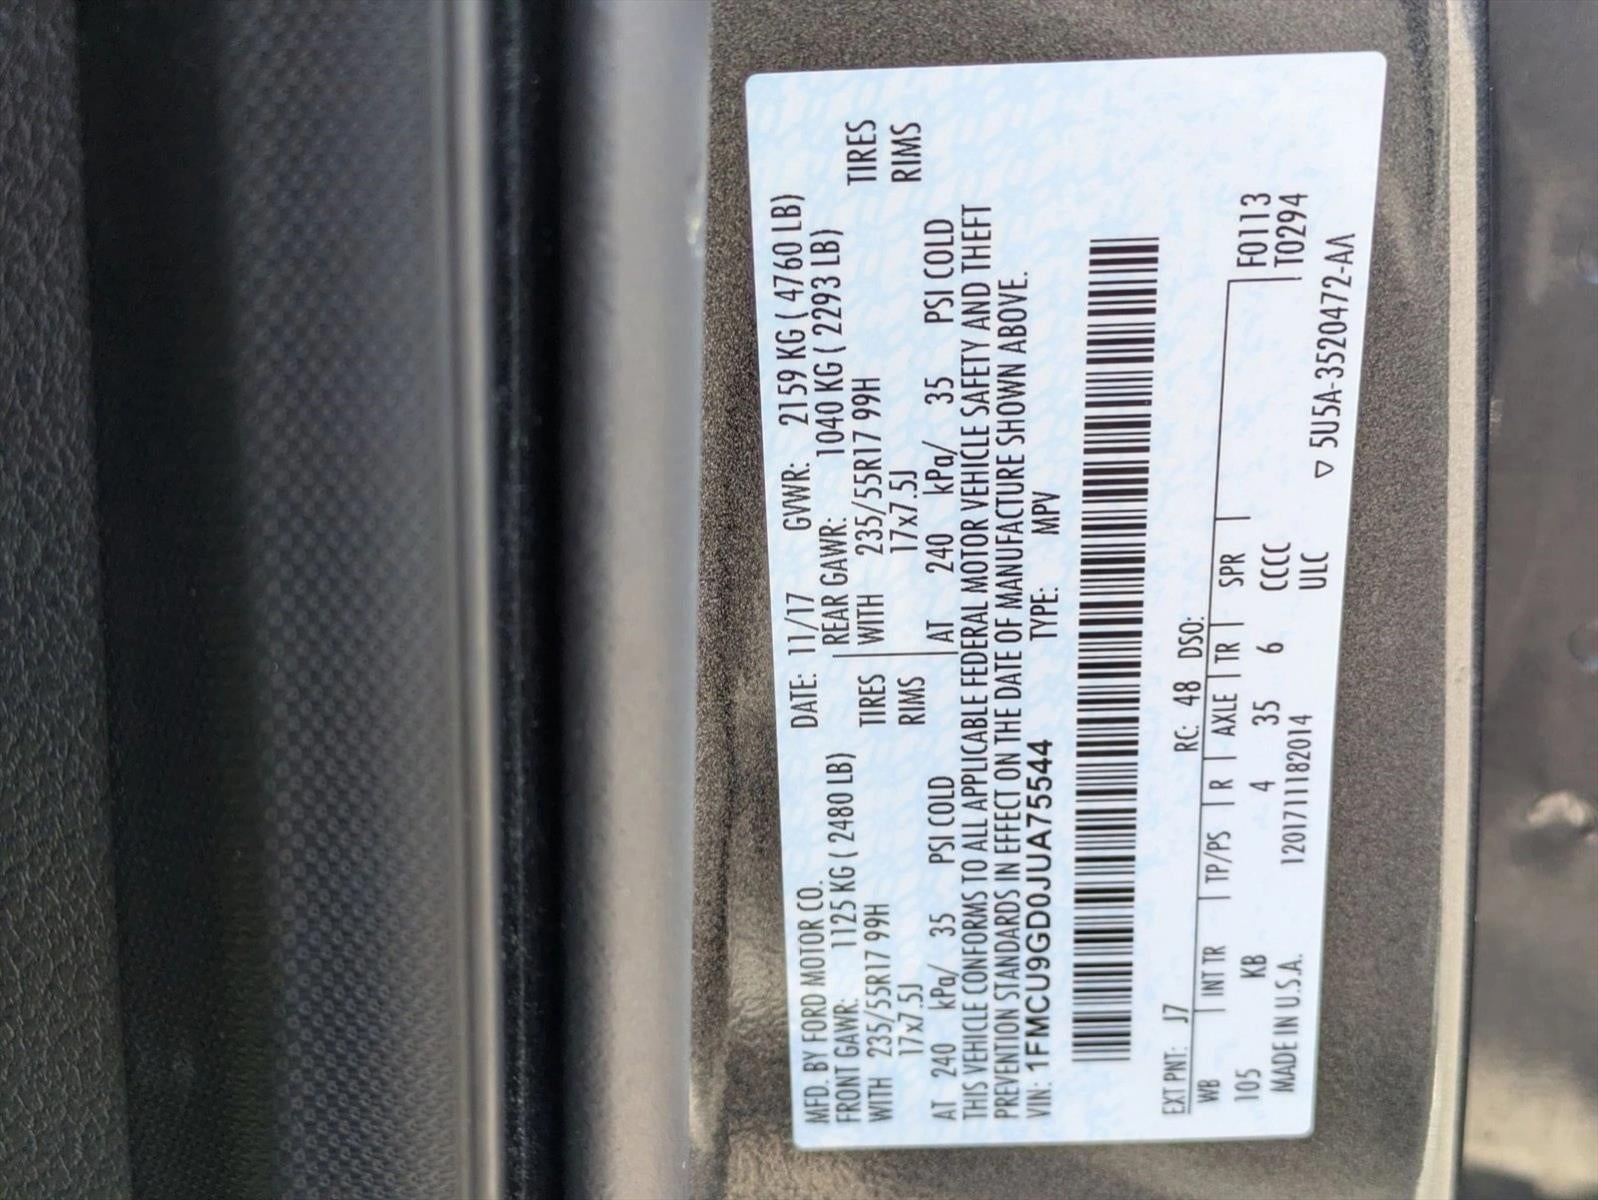 MFD. BY FORD MOTOR CO. DATE: 11/17 GVWR: 2159 KG ( 4760 LB)
FRONT GAWR: 1125 KG ( 2480 LB) REAR GAWR: 1040 KG ( 2293 LB)
WITH 235/55R17 99H TIRES WITH 235/55R17 99H TIRES
17x7.5J RIMS 17x7.5J RIMS
AT 240 kPa/ 35 PSI COLD AT 240 kPa/ 35 PSI COLD
THIS VEHICLE CONFORMS TO ALL APPLICABLE FEDERAL MOTOR VEHICLE SAFETY AND THEFT
PREVENTION STANDARDS IN EFFECT ON THE DATE OF MANUFACTURE SHOWN ABOVE.
VIN: 1FMCU9GD0JUA75544 TYPE: MPV
EXT PNT: J7 RC: 48 DSO:
WB INT TR TP/PS R AXLE TR SPR F0113
105 KB 4 35 6 CCCC T0294
MADE IN U.S.A. 1201711182014 ULC ▽ 5U5A-3520472-AA